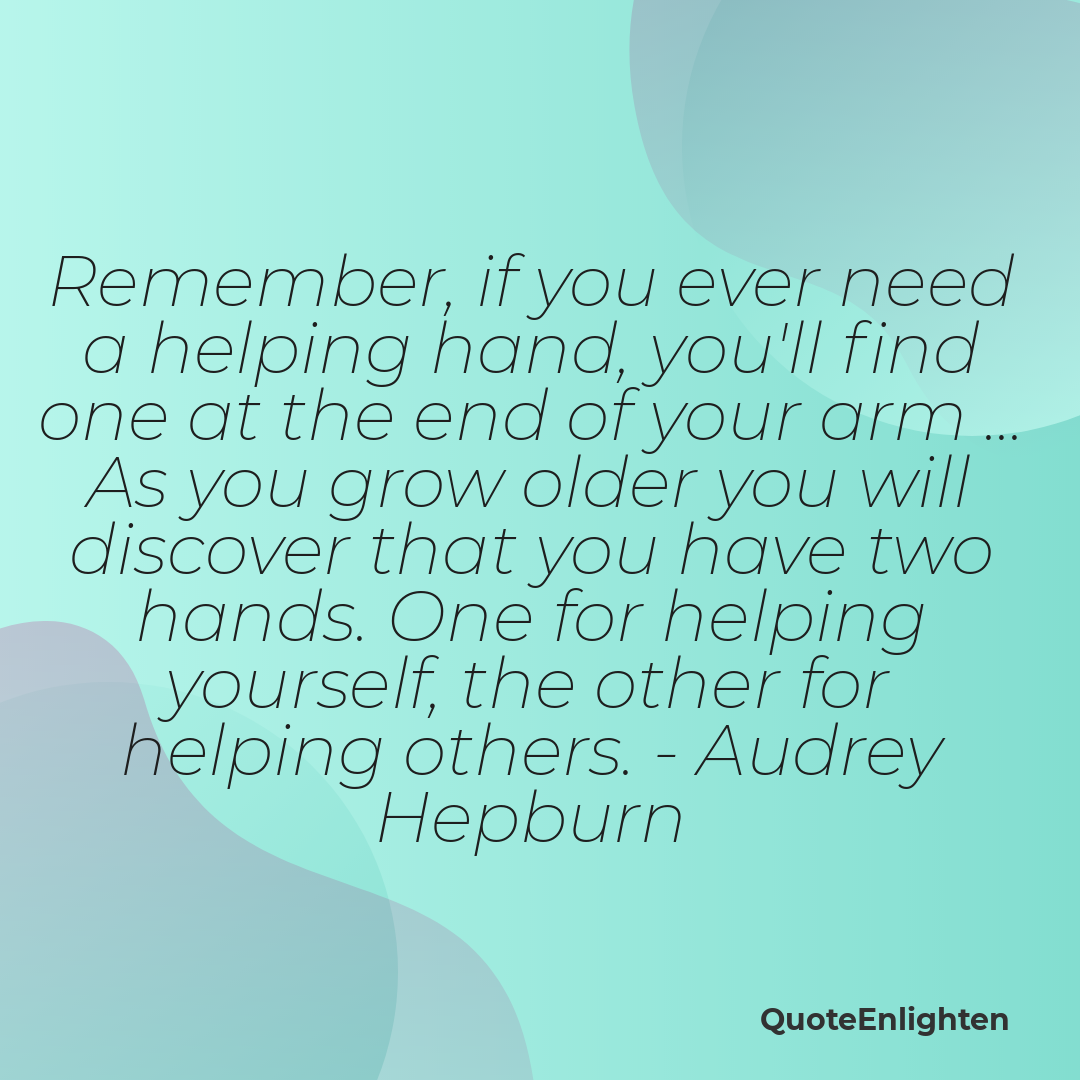 Remember, if you ever need
a helping hand, you'll find
one at the end of your arm ...
As you grow older you will
discover that you have two
hands. One for helping
yourself, the other for
helping others. - Audrey
Hepburn
QuoteEnlighten